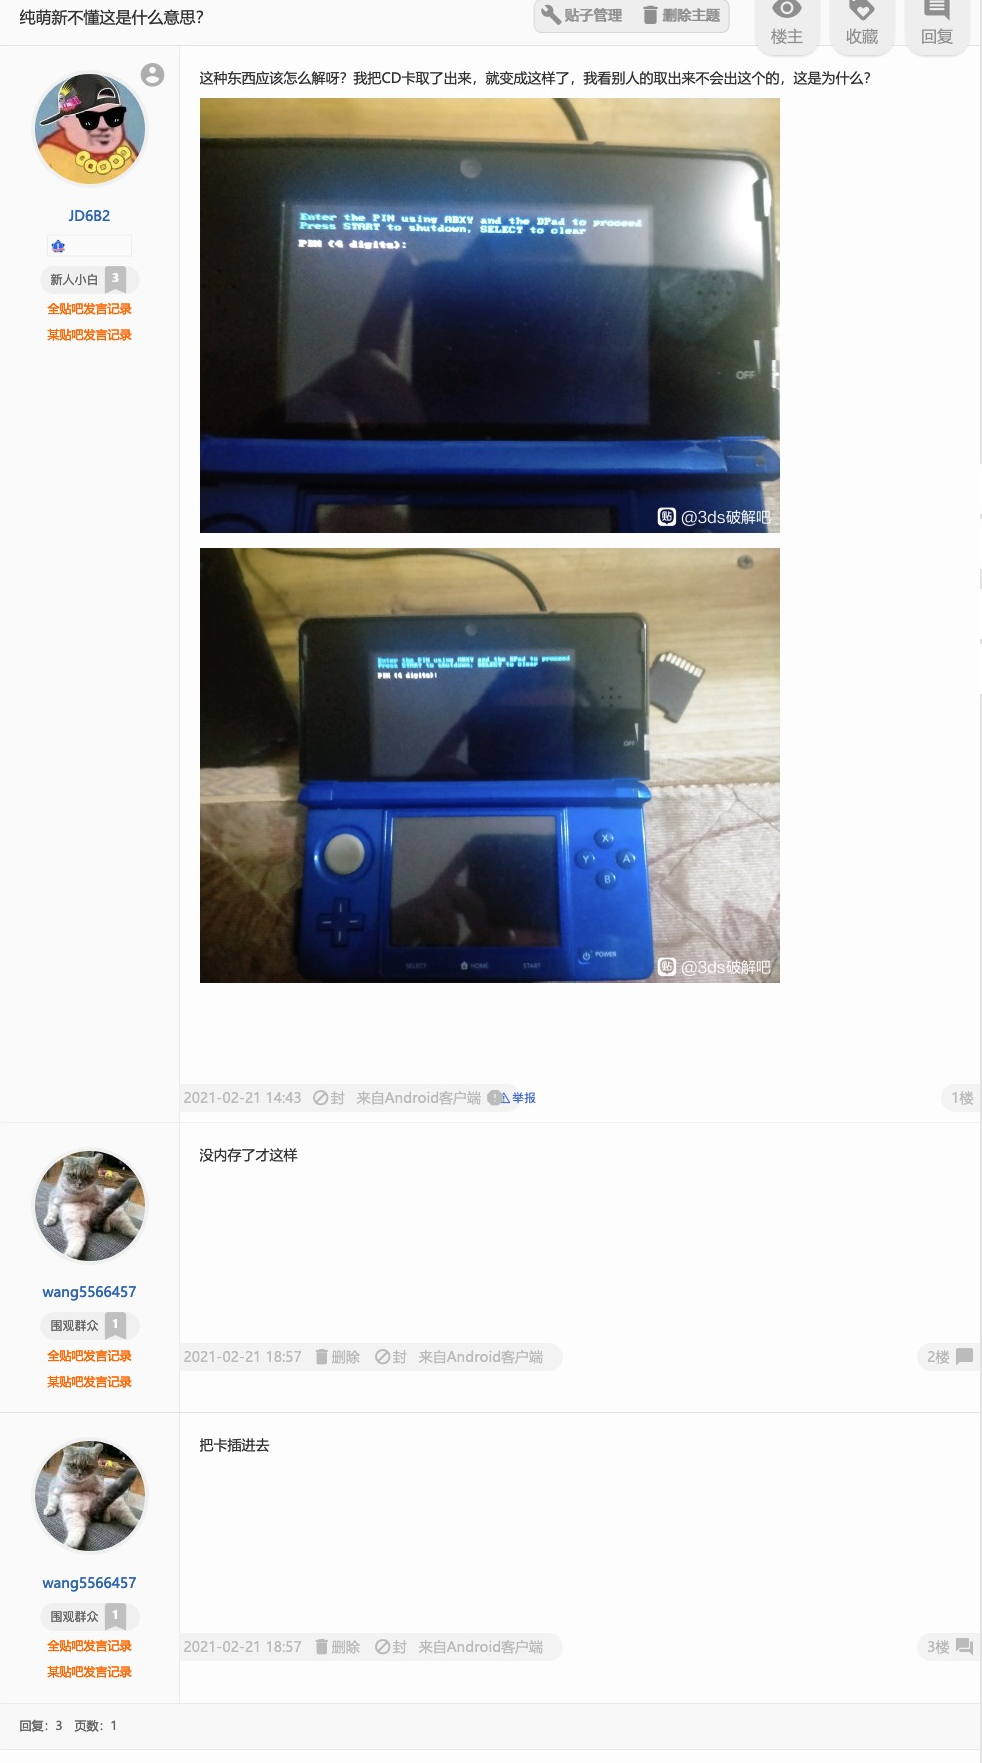 纯萌新不懂这是什么意思？
贴子管理
删除主题
楼主
收藏
回复
JD6B2
新人小白 3
全贴吧发言记录
某贴吧发言记录
这种东西应该怎么解呀？我把CD卡取了出来，就变成这样了，我看别人的取出来不会出这个的，这是为什么？
Enter the PIN using ABXY and the DPad to proceed
Press START to shutdown, SELECT to clear
PIN (4 digits):
OFF
贴 @3ds破解吧
Enter the PIN using ABXY and the DPad to proceed
Press START to shutdown, SELECT to clear
PIN (4 digits):
OFF
X
Y
A
B
POWER
SELECT
HOME
START
贴 @3ds破解吧
2021-02-21 14:43 封 来自Android客户端 举报
1楼
wang5566457
围观群众 1
全贴吧发言记录
某贴吧发言记录
没内存了才这样
2021-02-21 18:57 删除 封 来自Android客户端
2楼
wang5566457
围观群众 1
全贴吧发言记录
某贴吧发言记录
把卡插进去
2021-02-21 18:57 删除 封 来自Android客户端
3楼
回复：3 页数：1